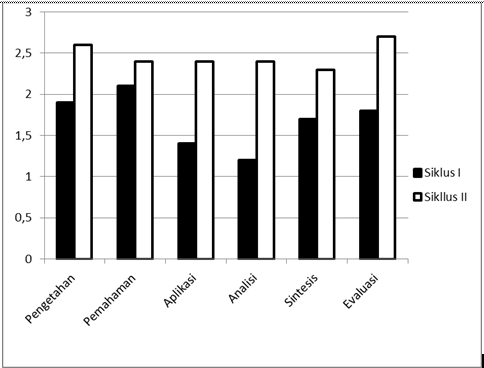 3
2,5
2
1,5
1
0,5
0
Pengetahan
Pemahaman
Aplikasi
Analisi
Sintesis
Evaluasi
Siklus I
Sikllus II